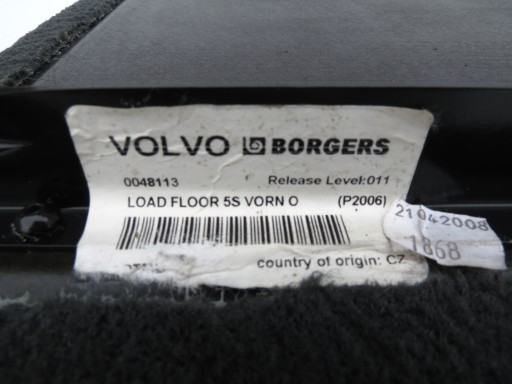 VOLVO BORGERS
0048113 Release Level:011
LOAD FLOOR 5S VORN O (P2006)
21042008
1868
country of origin: CZ